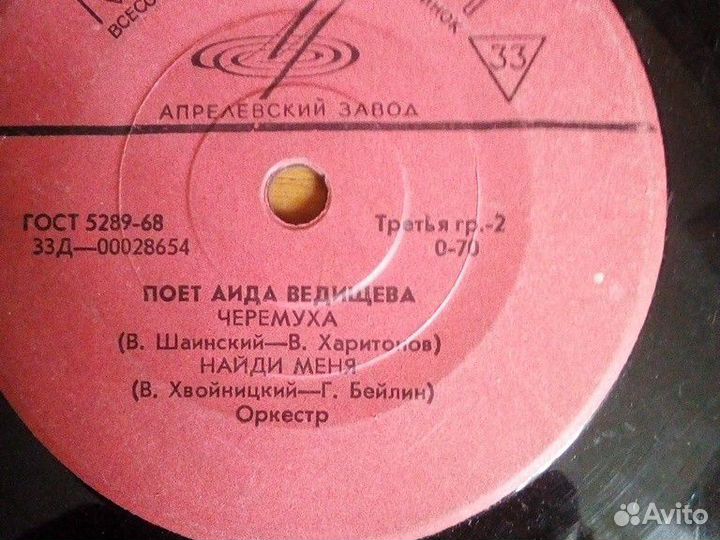 33
АПРЕЛЕВСКИЙ ЗАВОД
ГОСТ 5289-68
Третья гр.-2
33Д—00028654
0-70
ПОЕТ АИДА ВЕДИЩЕВА
ЧЕРЕМУХА
(В. Шаинский—В. Харитонов)
НАЙДИ МЕНЯ
(В. Хвойницкий—Г. Бейлин)
Оркестр
Avito